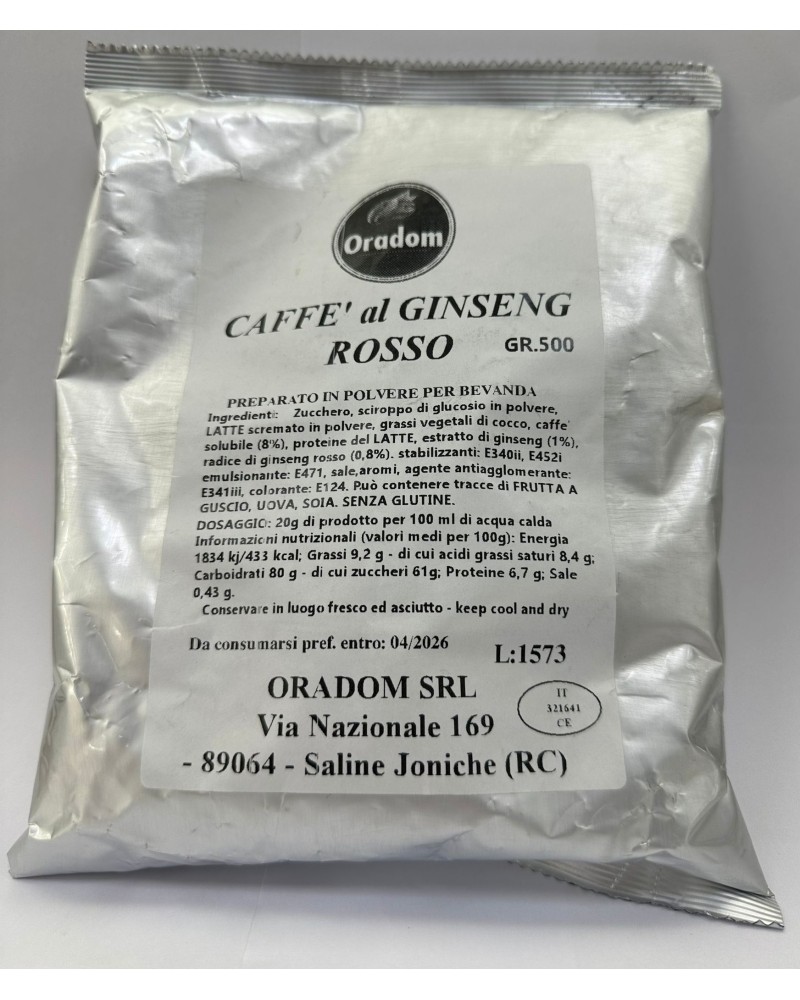 Oradom
CAFFE' al GINSENG
ROSSO GR.500
PREPARATO IN POLVERE PER BEVANDA
Ingredienti: Zucchero, sciroppo di glucosio in polvere,
LATTE scremato in polvere, grassi vegetali di cocco, caffe'
solubile (8%), proteine del LATTE, estratto di ginseng (1%),
radice di ginseng rosso (0,8%). stabilizzanti: E340ii, E452i
emulsionante: E471, sale,aromi, agente antiagglomerante:
E341iii, colorante: E124. Può contenere tracce di FRUTTA A
GUSCIO, UOVA, SOIA. SENZA GLUTINE.
DOSAGGIO: 20g di prodotto per 100 ml di acqua calda
Informazioni nutrizionali (valori medi per 100g): Energia
1834 kj/433 kcal; Grassi 9,2 g - di cui acidi grassi saturi 8,4 g;
Carboidrati 80 g - di cui zuccheri 61g; Proteine 6,7 g; Sale
0,43 g.
Conservare in luogo fresco ed asciutto - keep cool and dry
Da consumarsi pref. entro: 04/2026
L:1573
ORADOM SRL
Via Nazionale 169
- 89064 - Saline Joniche (RC)
IT
321641
CE